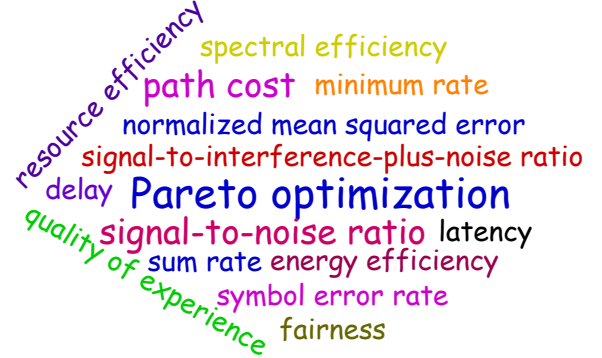 resource efficiency
spectral efficiency
path cost
minimum rate
normalized mean squared error
signal-to-interference-plus-noise ratio
delay
Pareto optimization
quality of experience
signal-to-noise ratio
latency
sum rate
energy efficiency
symbol error rate
fairness